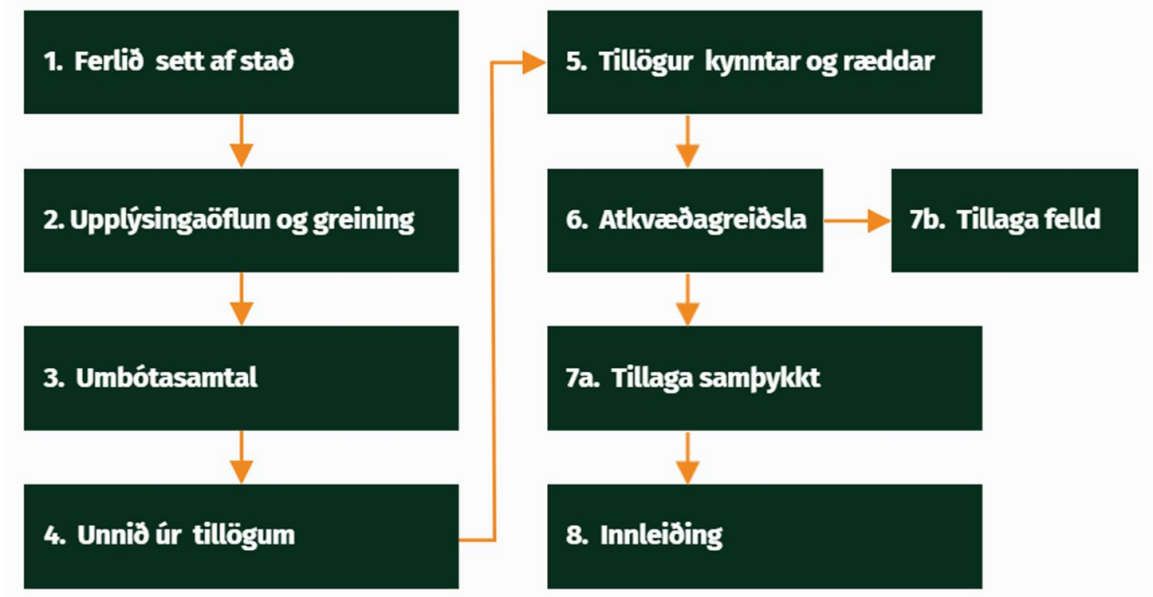 1. Ferlið sett af stað
2. Upplýsingaöflun og greining
3. Umbótasamtal
4. Unnið úr tillögum
5. Tillögur kynntar og ræddar
6. Atkvæðagreiðsla
7b. Tillaga felld
7a. Tillaga samþykkt
8. Innleiðing